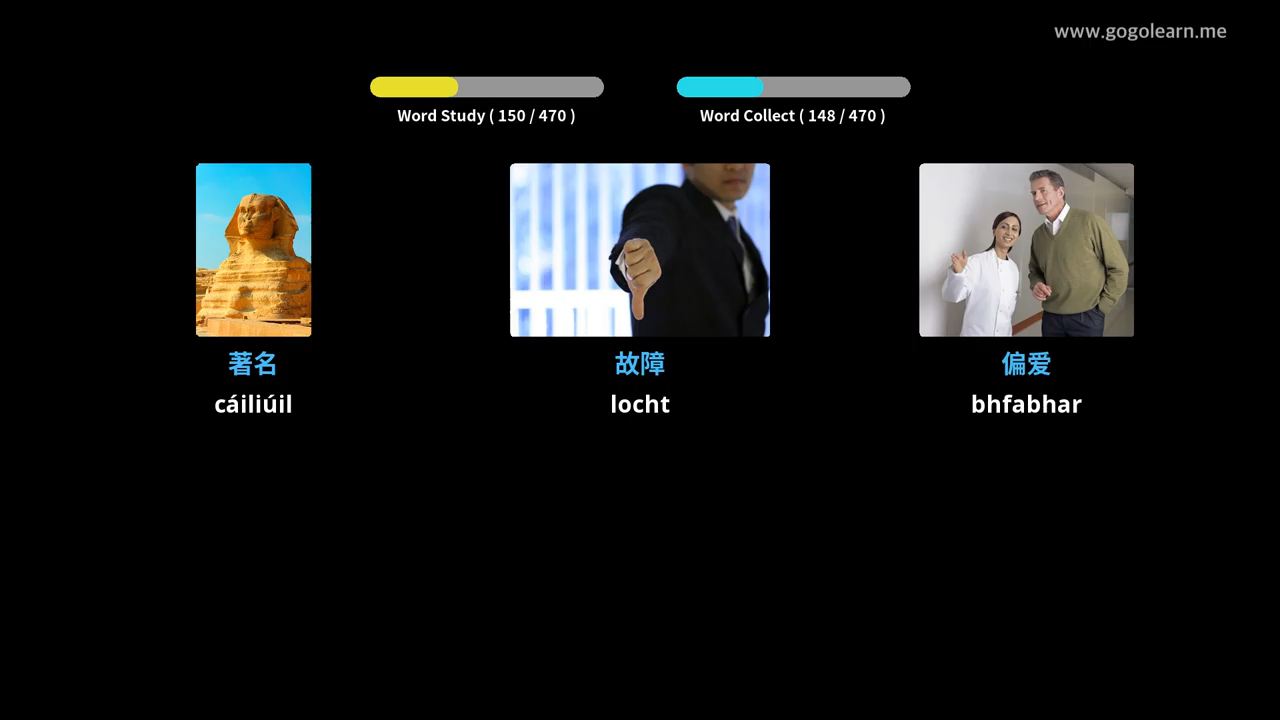 www.gogolearn.me
Word Study ( 150 / 470 )
Word Collect ( 148 / 470 )
著名
故障
偏爱
cáiliúil
locht
bhfabhar